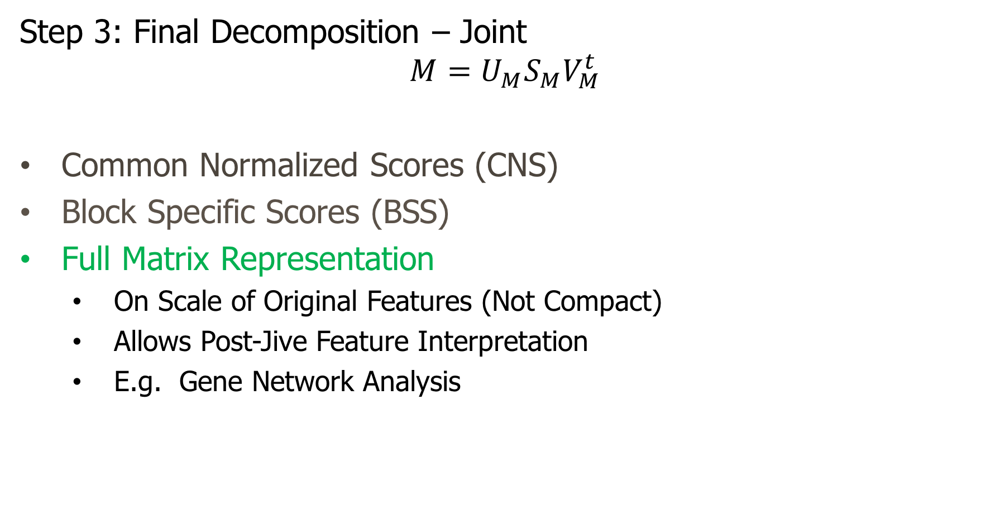 Step 3: Final Decomposition – Joint
M = U_M S_M V_M^t
• Common Normalized Scores (CNS)
• Block Specific Scores (BSS)
• Full Matrix Representation
• On Scale of Original Features (Not Compact)
• Allows Post-Jive Feature Interpretation
• E.g. Gene Network Analysis